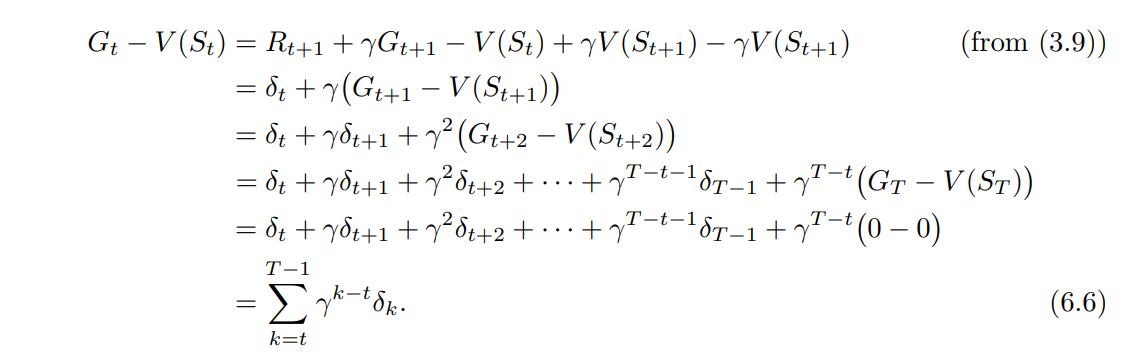 G_t − V(S_t) = R_{t+1} + γG_{t+1} − V(S_t) + γV(S_{t+1}) − γV(S_{t+1}) (from (3.9))
= δ_t + γ(G_{t+1} − V(S_{t+1}))
= δ_t + γδ_{t+1} + γ^2(G_{t+2} − V(S_{t+2}))
= δ_t + γδ_{t+1} + γ^2δ_{t+2} + ··· + γ^{T−t−1}δ_{T−1} + γ^{T−t}(G_T − V(S_T))
= δ_t + γδ_{t+1} + γ^2δ_{t+2} + ··· + γ^{T−t−1}δ_{T−1} + γ^{T−t}(0 − 0)
= ∑_{k=t}^{T−1} γ^{k−t}δ_k. (6.6)